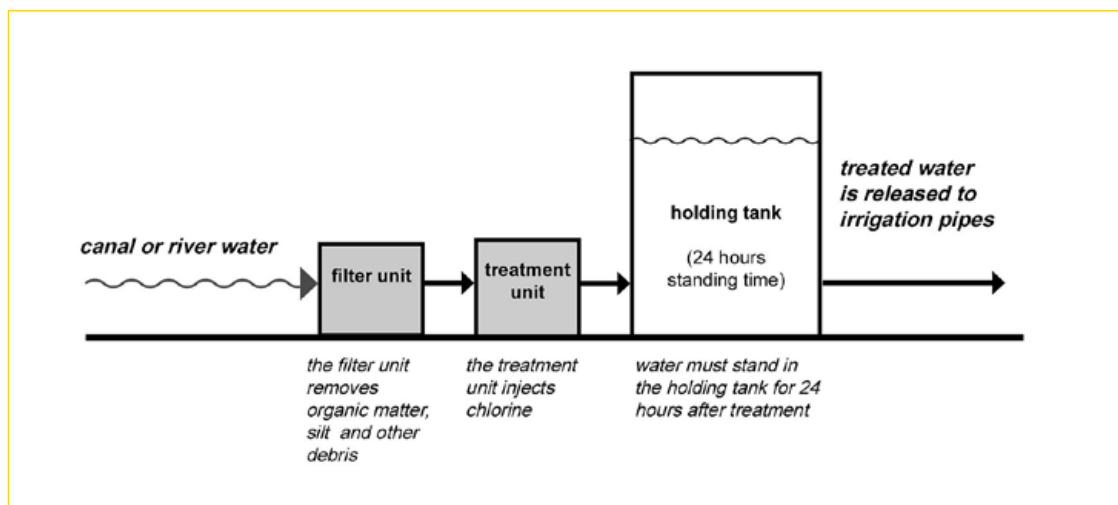 canal or river water
filter unit
treatment
unit
holding tank
(24 hours
standing time)
treated water
is released to
irrigation pipes
the filter unit
removes
organic matter,
silt and other
debris
the treatment
unit injects
chlorine
water must stand in
the holding tank for 24
hours after treatment